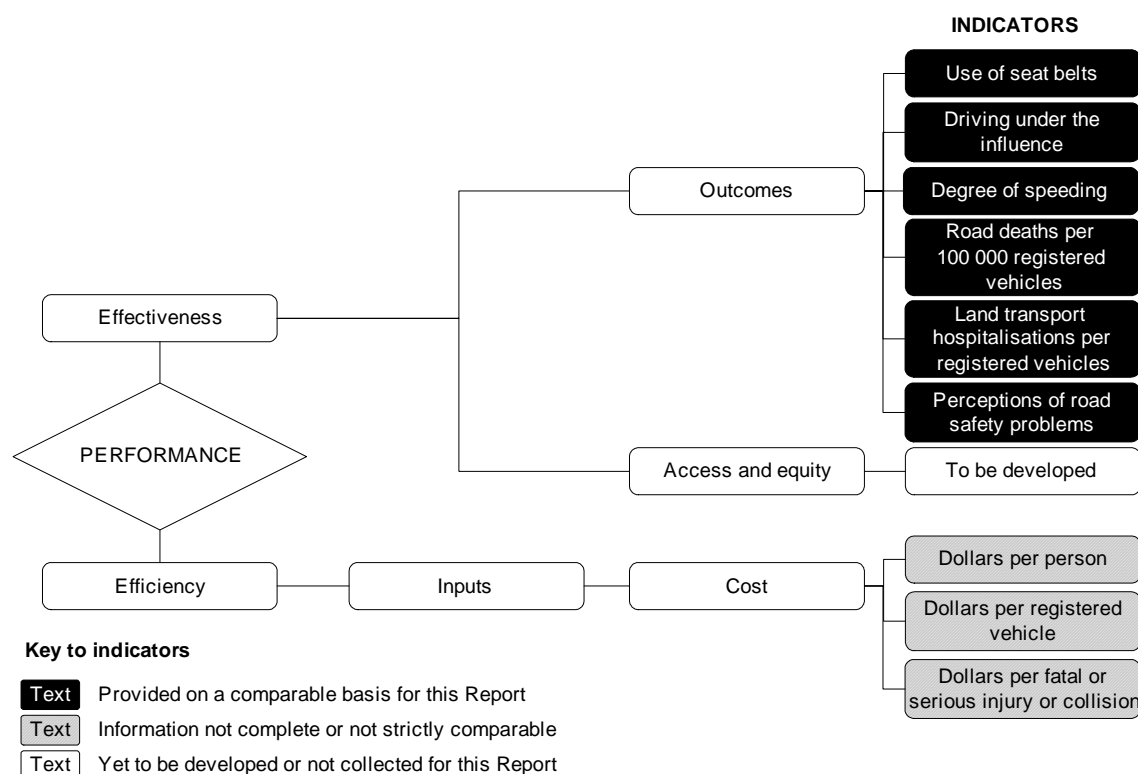 INDICATORS
Use of seat belts
Driving under the
influence
Outcomes
Degree of speeding
Road deaths per
100 000 registered
vehicles
Effectiveness
Land transport
hospitalisations per
registered vehicles
Perceptions of road
safety problems
PERFORMANCE
Access and equity
To be developed
Efficiency
Inputs
Cost
Dollars per person
Dollars per registered
vehicle
Dollars per fatal or
serious injury or collision
Key to indicators
Text Provided on a comparable basis for this Report
Text Information not complete or not strictly comparable
Text Yet to be developed or not collected for this Report